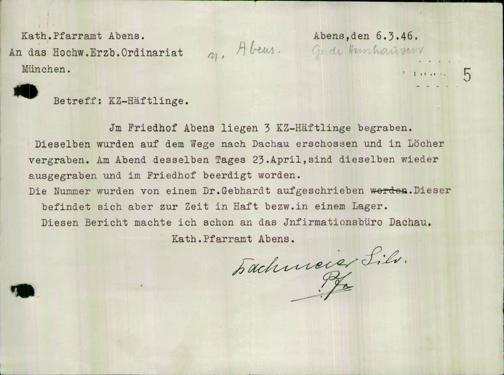 Kath.Pfarramt Abens.
Abens,den 6.3.46.
An das Hochw.Erzb.Ordinariat
München.
n. Abens.
5
Betreff: KZ-Häftlinge.
Jm Friedhof Abens liegen 3 KZ-Häftlinge begraben.
Dieselben wurden auf dem Wege nach Dachau erschossen und in Löcher
vergraben. Am Abend desselben Tages 23.April,sind dieselben wieder
ausgegraben und im Feerdigt worden.
Die Nummer wurden von einem Dr.Gebhardt aufgeschrieben worden.Dieser
befindet sich aber zur Zeit in Haft bezw.in einem Lager.
Diesen Bericht machte ich schon an das Jnfirmationsbüro Dachau.
Kath.Pfarramt Abens.
Dachmeier Silv.
Pfr